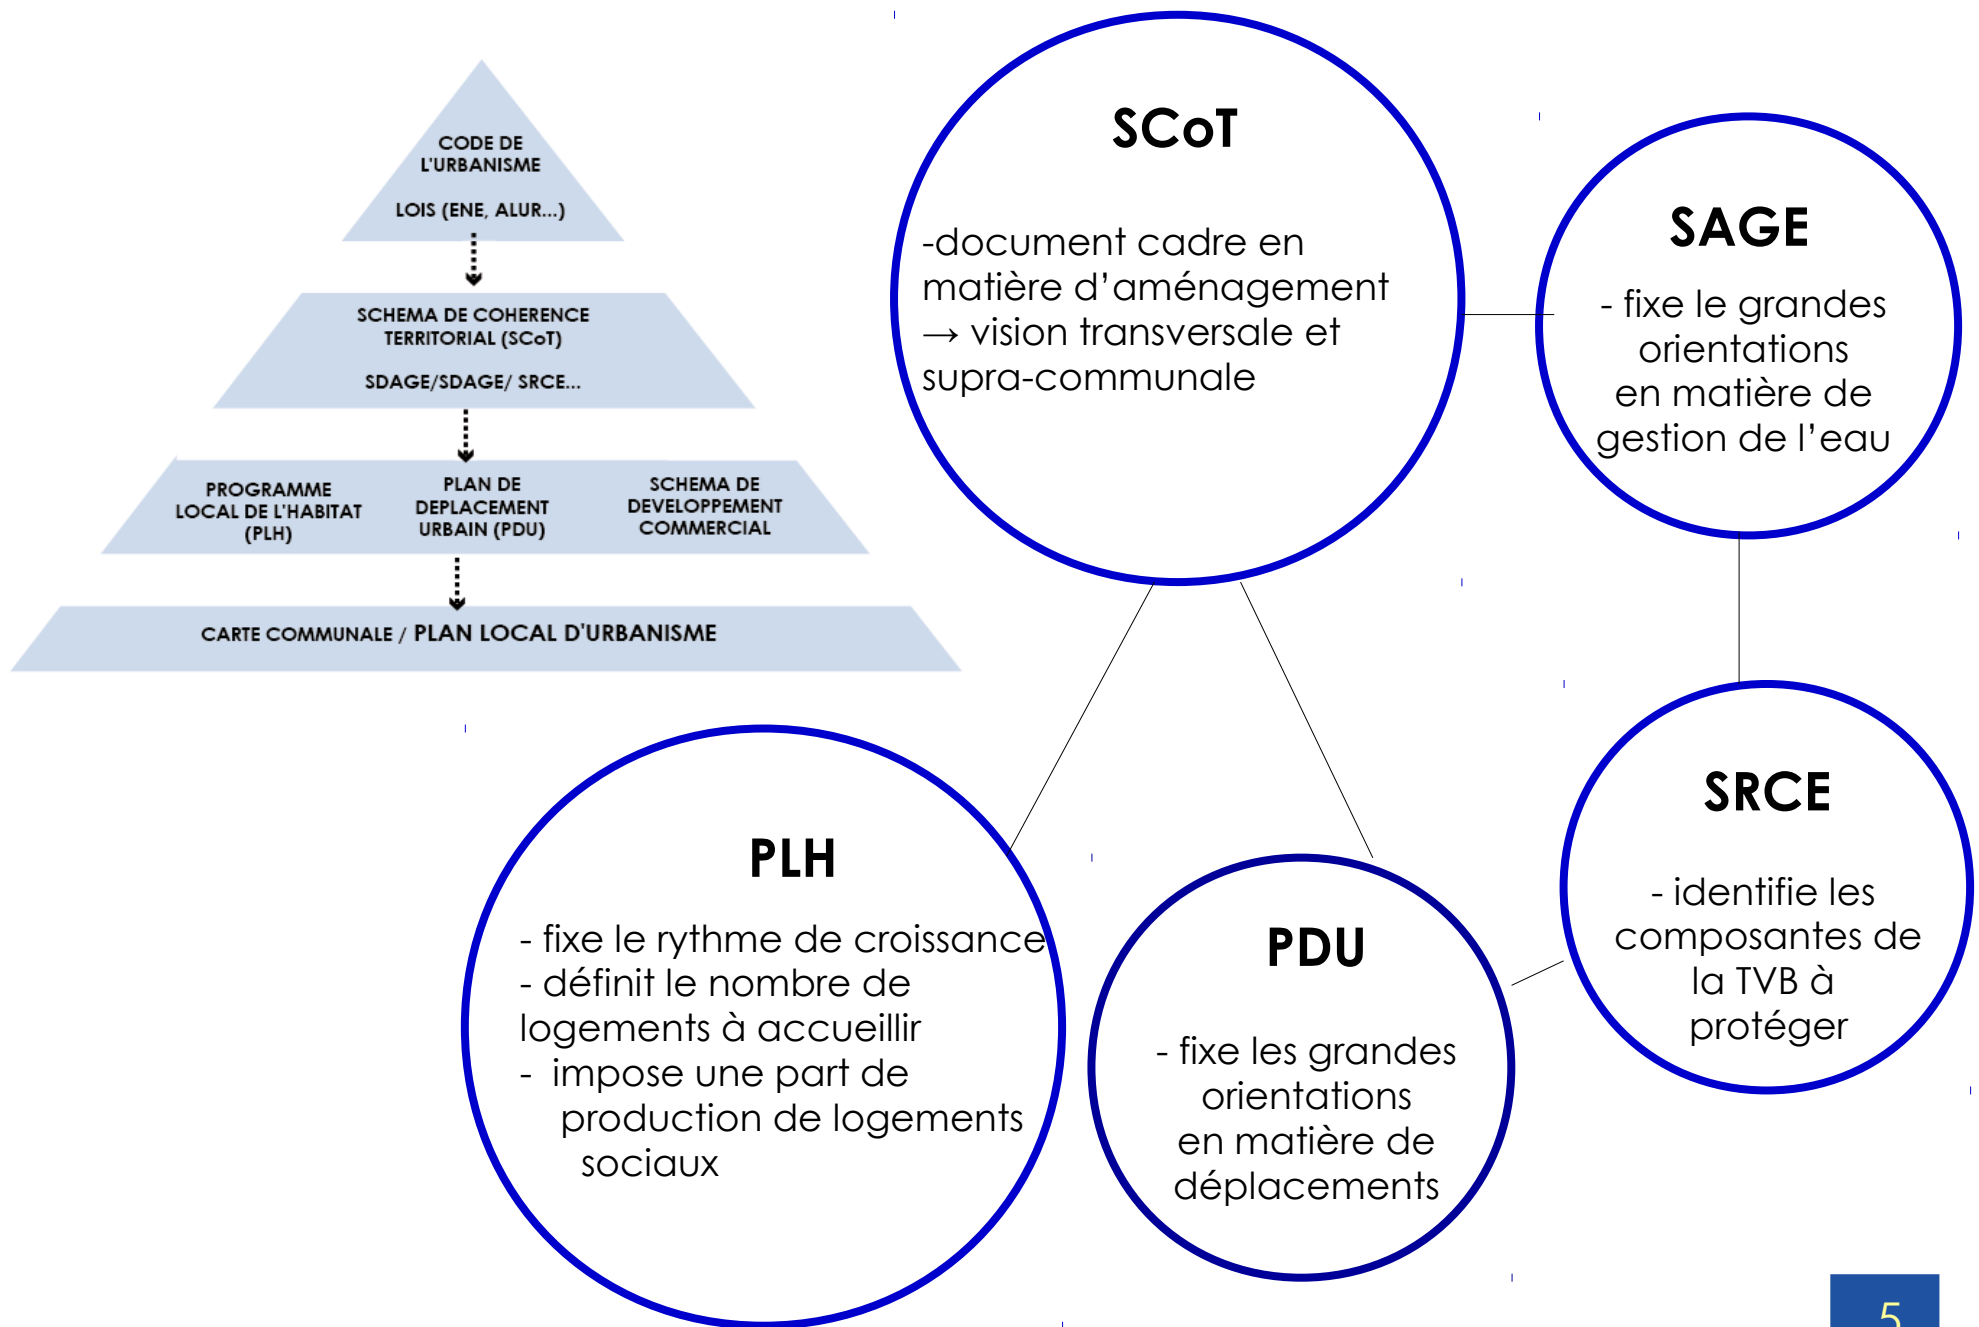 CODE DE
L'URBANISME
LOIS (ENE, ALUR...)
SCHEMA DE COHERENCE
TERRITORIAL (SCoT)
SDAGE/SDAGE/ SRCE...
PROGRAMME
LOCAL DE L'HABITAT
(PLH)
PLAN DE
DEPLACEMENT
URBAIN (PDU)
SCHEMA DE
DEVELOPPEMENT
COMMERCIAL
CARTE COMMUNALE / PLAN LOCAL D'URBANISME
SCoT
-document cadre en
matière d’aménagement
→ vision transversale et
supra-communale
SAGE
- fixe le grandes
orientations
en matière de
gestion de l’eau
PLH
- fixe le rythme de croissance
- définit le nombre de
logements à accueillir
- impose une part de
production de logements
sociaux
PDU
- fixe les grandes
orientations
en matière de
déplacements
SRCE
- identifie les
composantes de
la TVB à
protéger
5